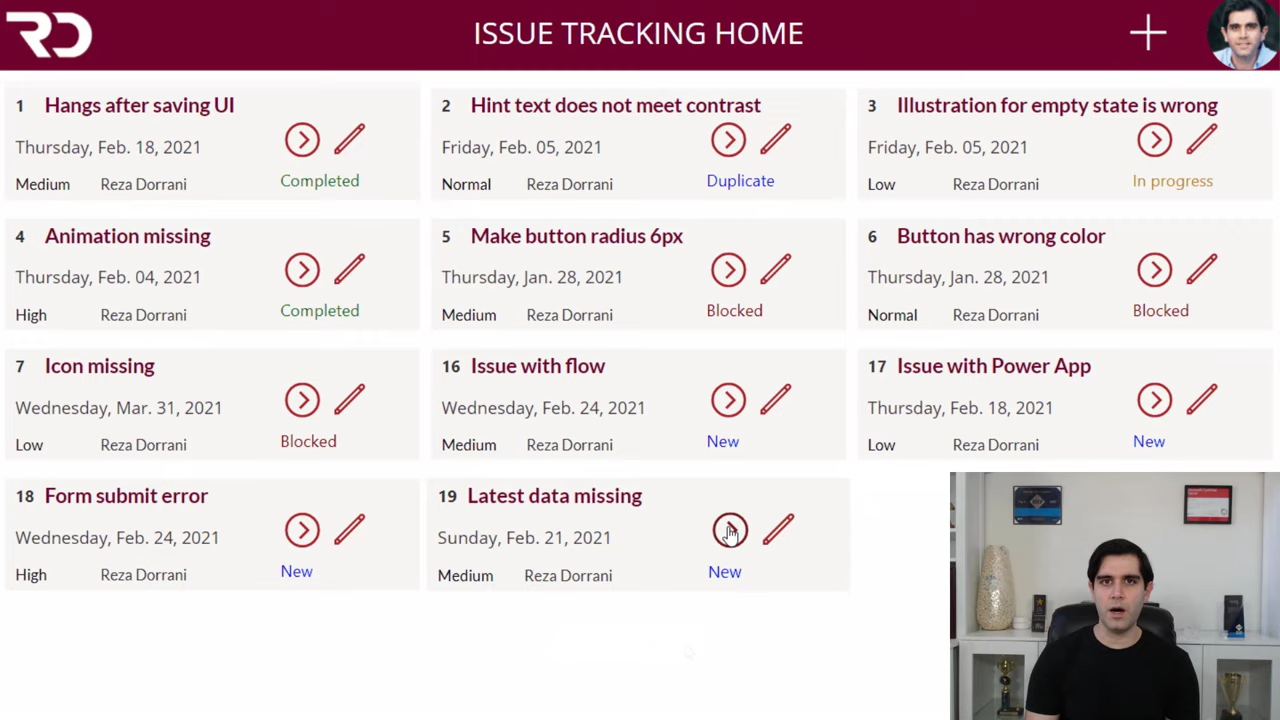 RD
ISSUE TRACKING HOME
1 Hangs after saving UI
Thursday, Feb. 18, 2021
Medium Reza Dorrani Completed
2 Hint text does not meet contrast
Friday, Feb. 05, 2021
Normal Reza Dorrani Duplicate
3 Illustration for empty state is wrong
Friday, Feb. 05, 2021
Low Reza Dorrani In progress
4 Animation missing
Thursday, Feb. 04, 2021
High Reza Dorrani Completed
5 Make button radius 6px
Thursday, Jan. 28, 2021
Medium Reza Dorrani Blocked
6 Button has wrong color
Thursday, Jan. 28, 2021
Normal Reza Dorrani Blocked
7 Icon missing
Wednesday, Mar. 31, 2021
Low Reza Dorrani Blocked
16 Issue with flow
Wednesday, Feb. 24, 2021
Medium Reza Dorrani New
17 Issue with Power App
Thursday, Feb. 18, 2021
Low Reza Dorrani New
18 Form submit error
Wednesday, Feb. 24, 2021
High Reza Dorrani New
19 Latest data missing
Sunday, Feb. 21, 2021
Medium Reza Dorrani New